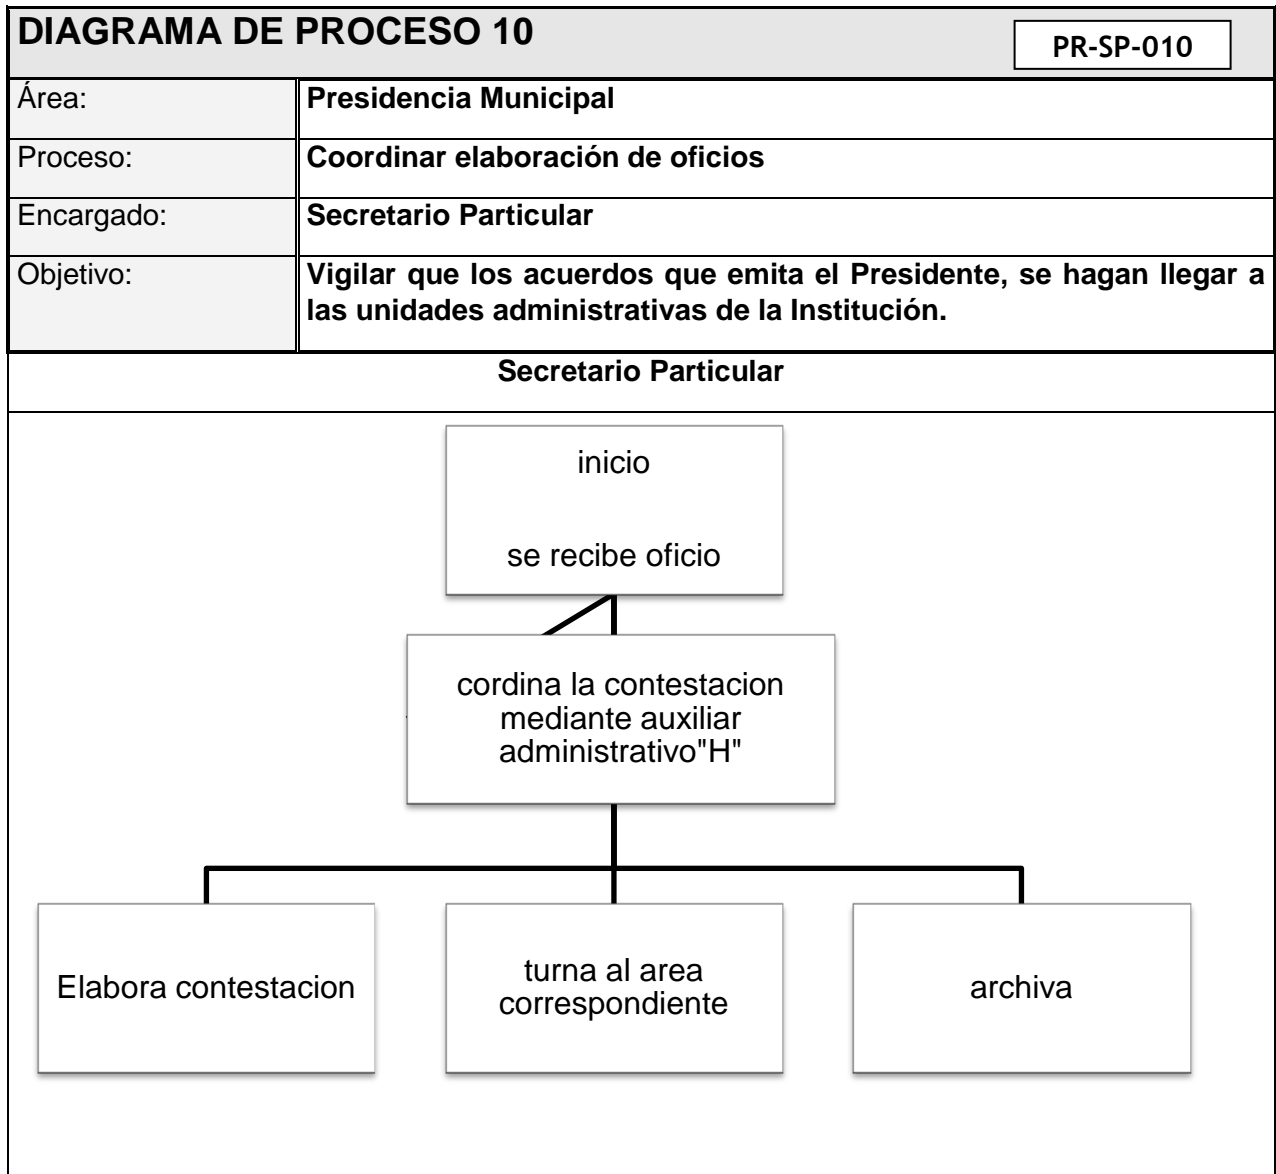 DIAGRAMA DE PROCESO 10
PR-SP-010
Área:
Presidencia Municipal
Proceso:
Coordinar elaboración de oficios
Encargado:
Secretario Particular
Objetivo:
Vigilar que los acuerdos que emita el Presidente, se hagan llegar a
las unidades administrativas de la Institución.
Secretario Particular
inicio
se recibe oficio
cordina la contestacion
mediante auxiliar
administrativo"H"
Elabora contestacion
turna al area
correspondiente
archiva